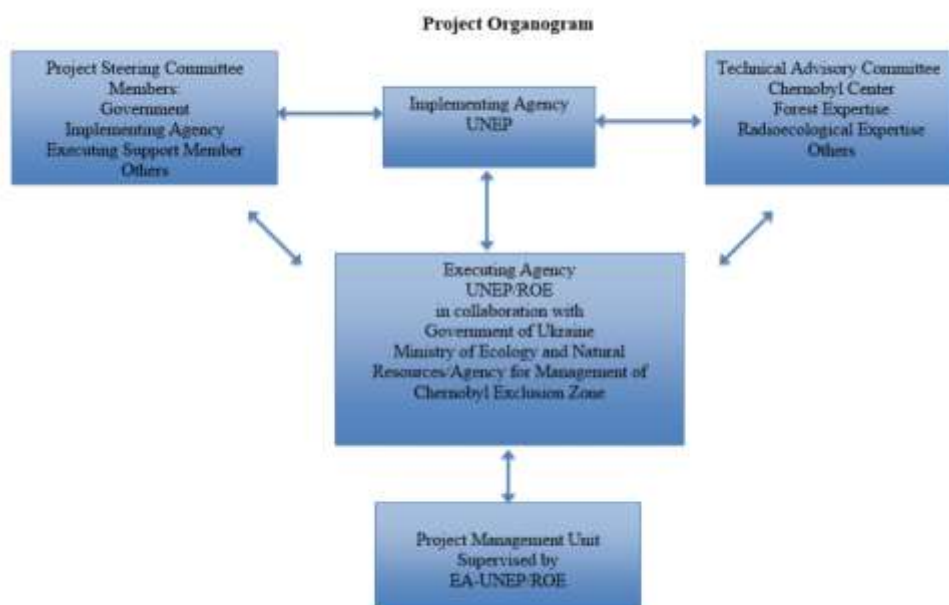 Project Organogram
Project Steering Committee
Members:
Government
Implementing Agency
Executing Support Member
Others
Implementing Agency
UNEP
Technical Advisory Committee
Chernobyl Center
Forest Expertise
Radioecological Expertise
Others
Executing Agency
UNEP/ROE
in collaboration with
Government of Ukraine
Ministry of Ecology and Natural
Resources/Agency for Management of
Chernobyl Exclusion Zone
Project Management Unit
Supervised by
EA-UNEP/ROE